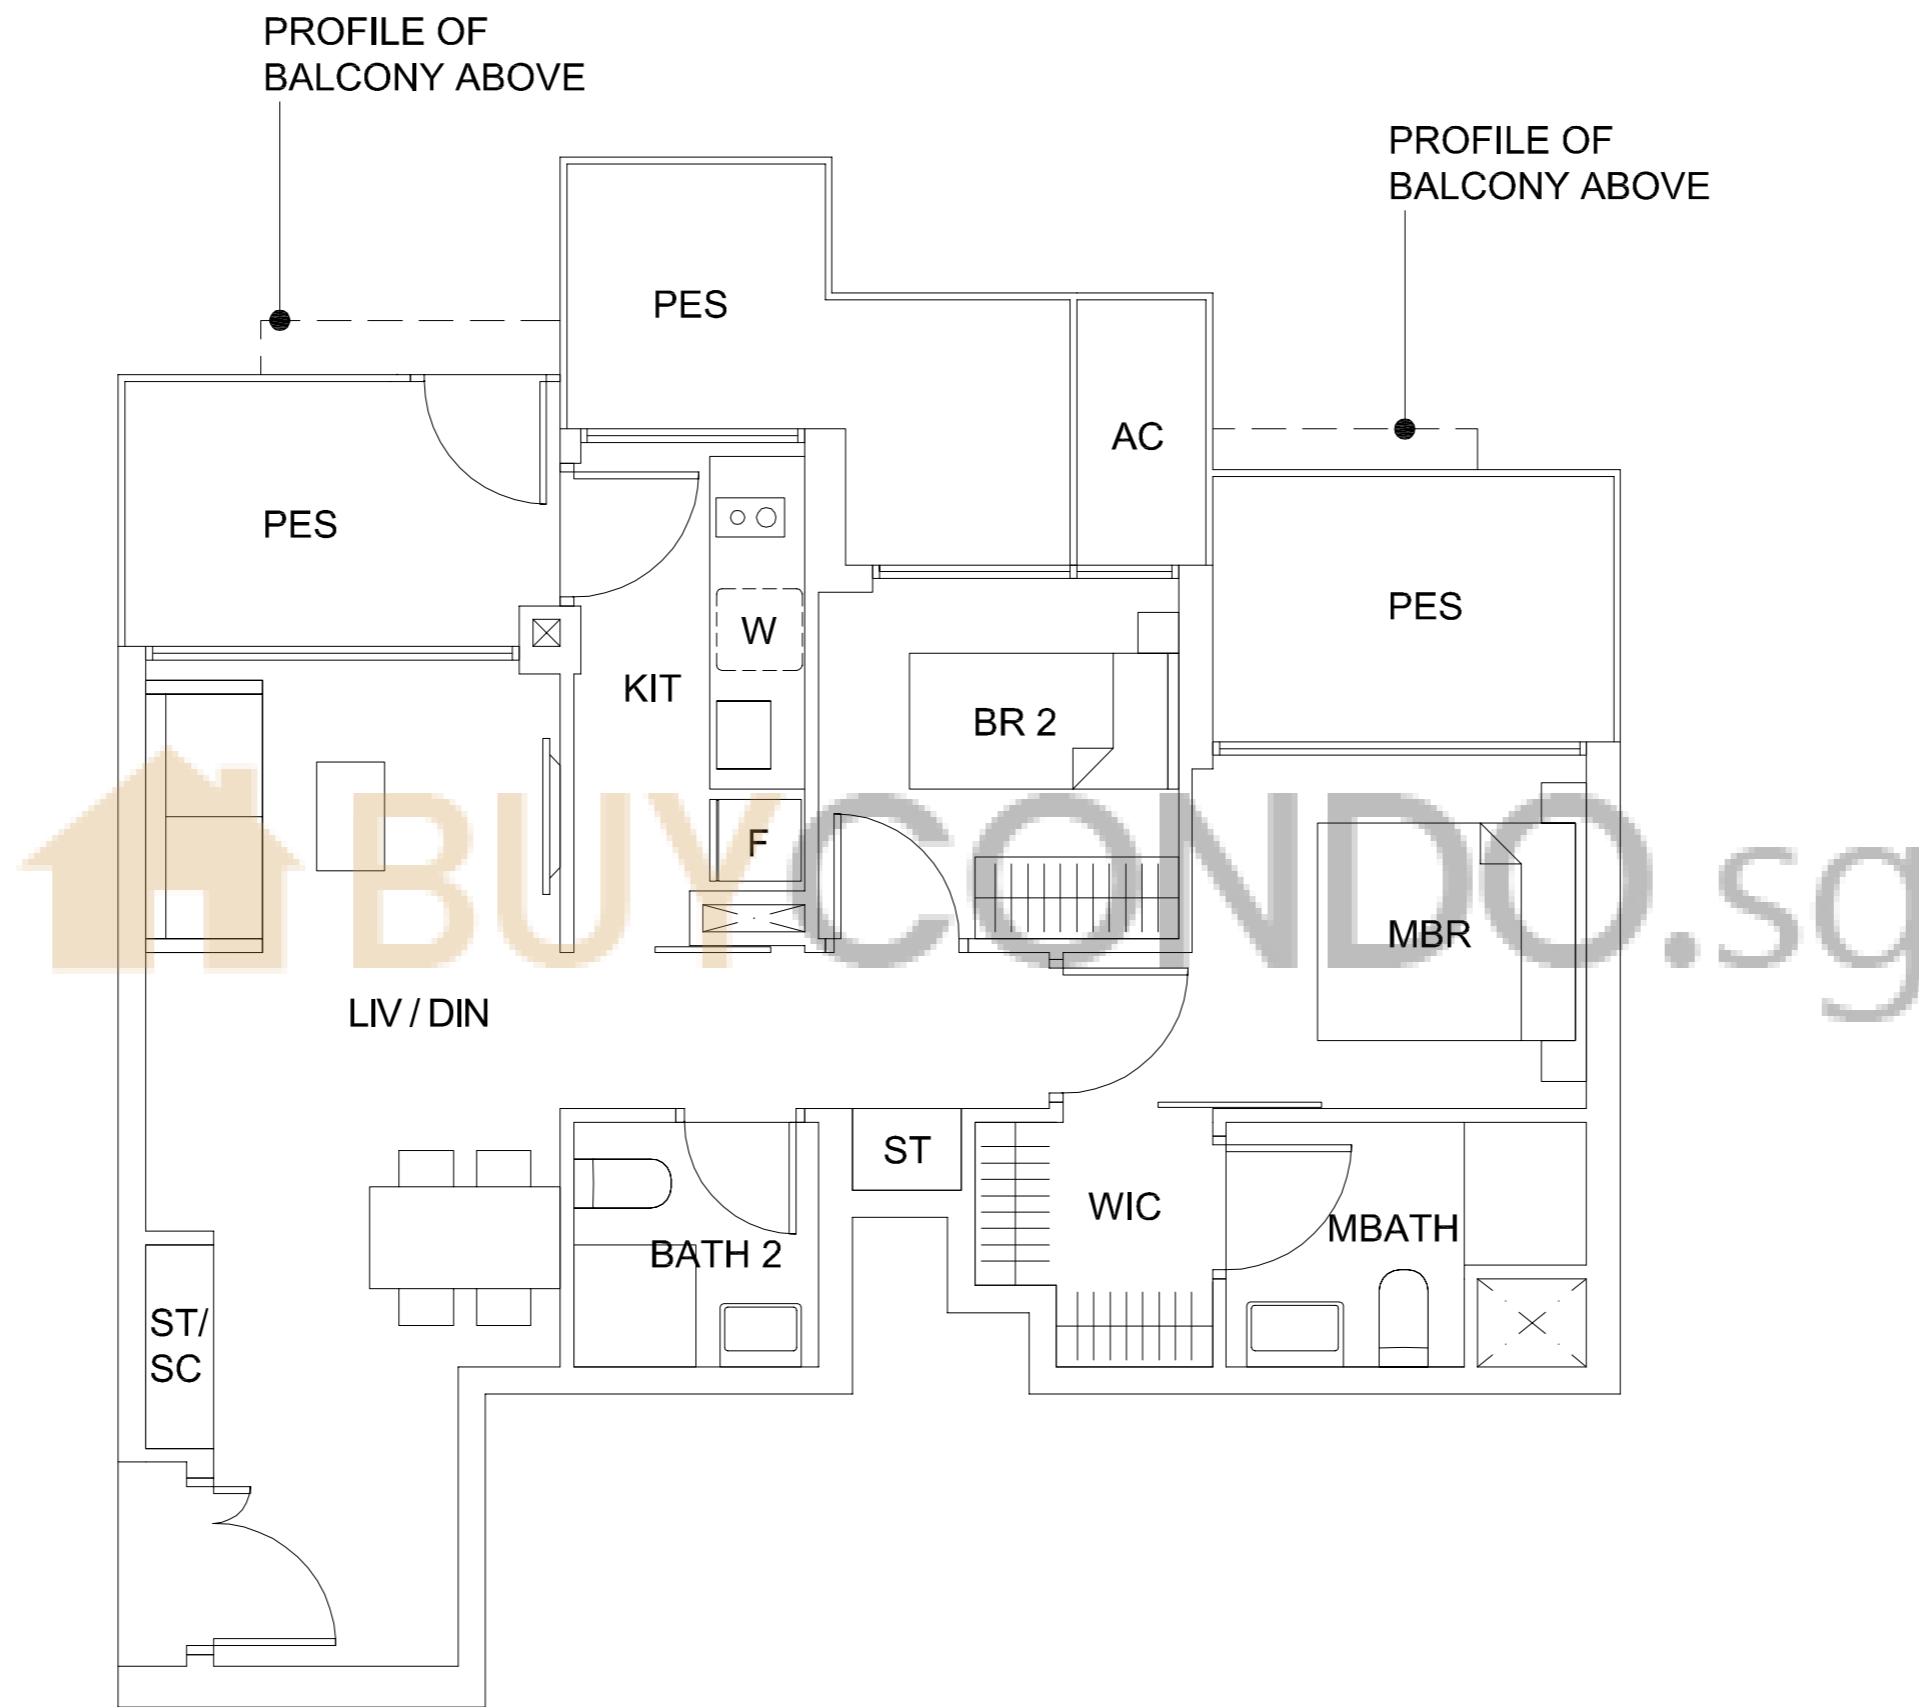 PROFILE OF
BALCONY ABOVE
PROFILE OF
BALCONY ABOVE
PES
AC
PES
PES
W
KIT
BR 2
F
BUYCONDO.sg
MBR
LIV / DIN
ST
WIC
MBATH
BATH 2
ST/
SC